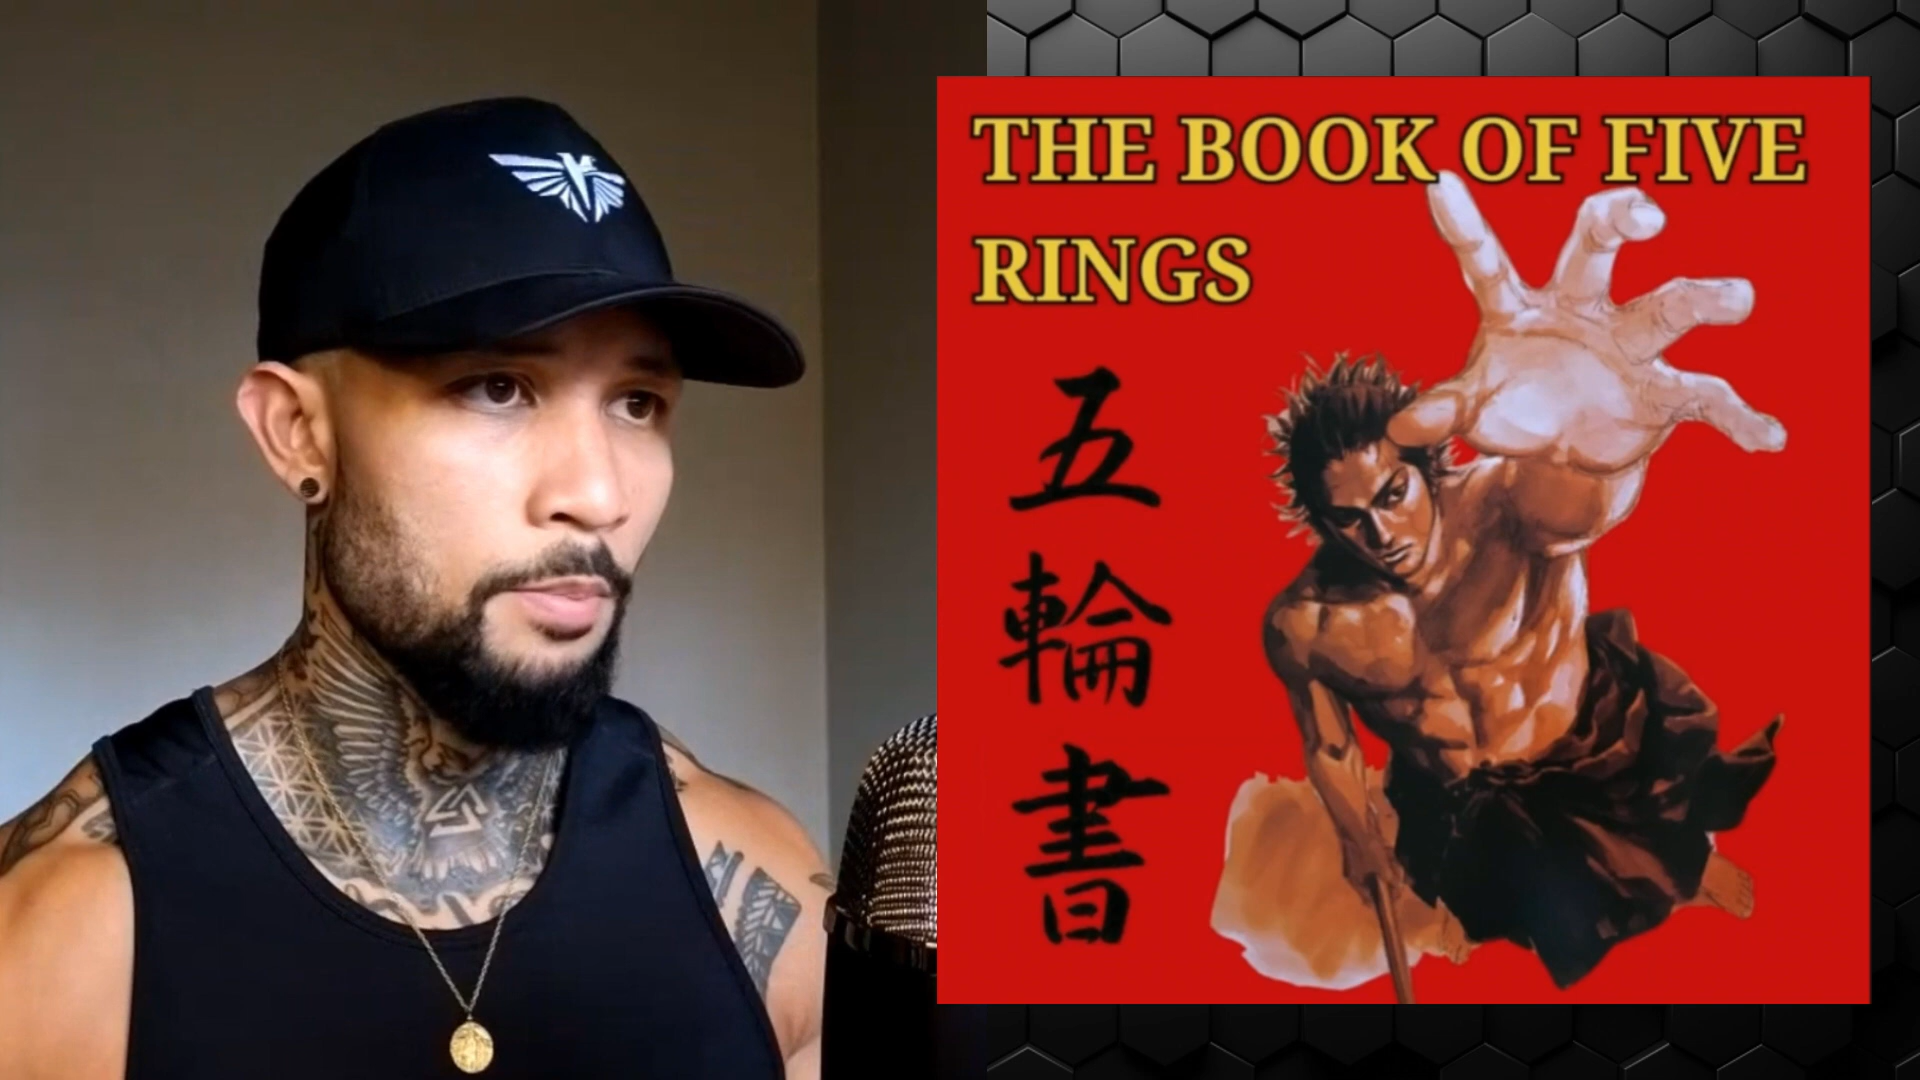 THE BOOK OF FIVE
RINGS
五
輪
書